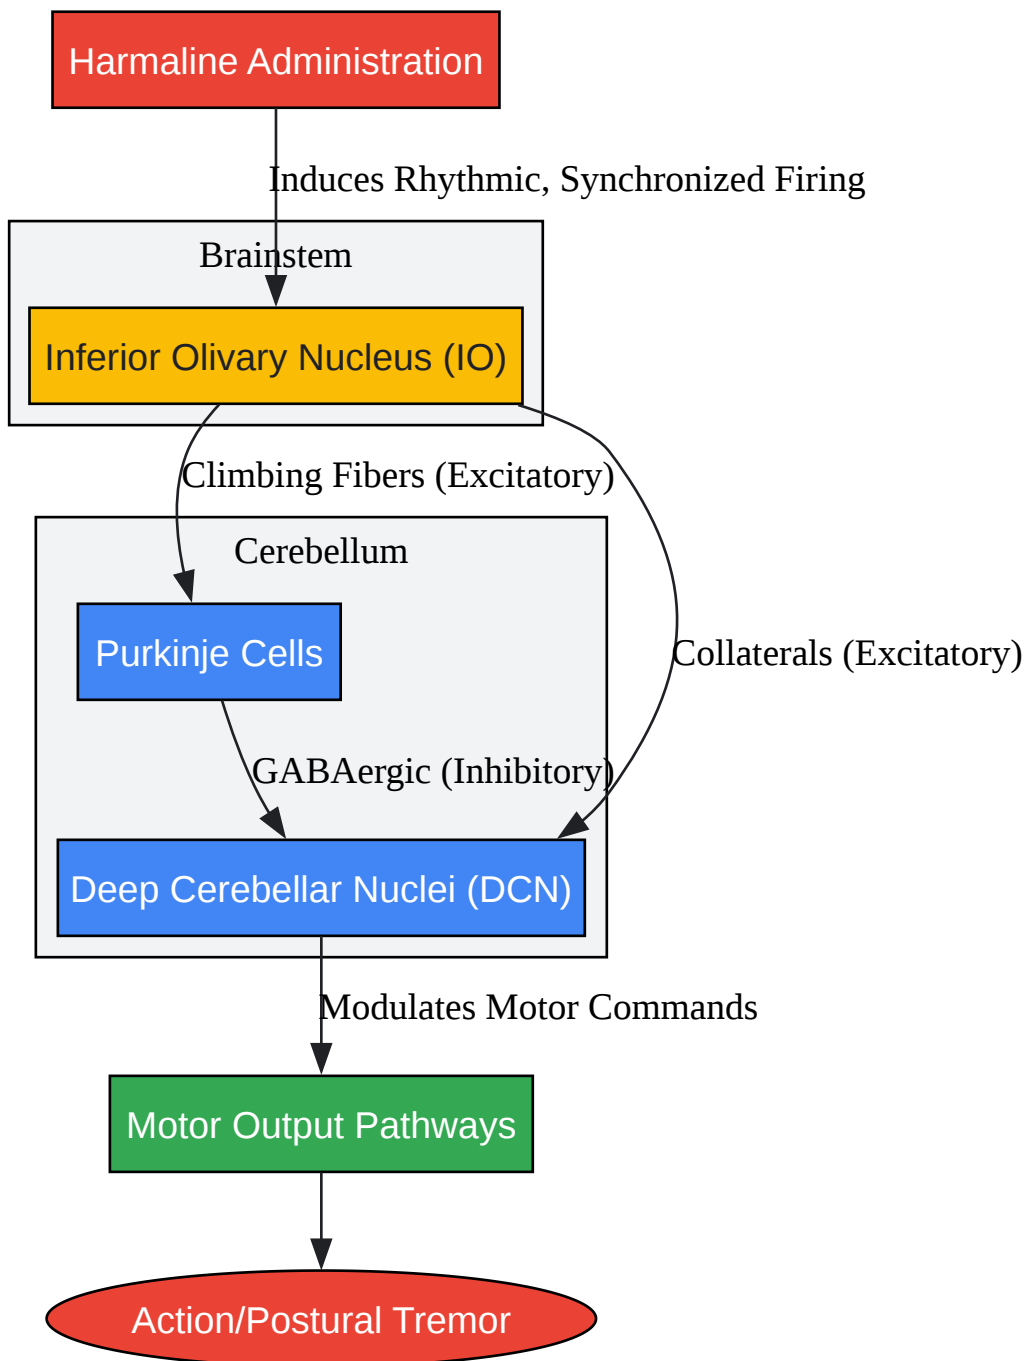 Harmaline Administration
Induces Rhythmic, Synchronized Firing
Brainstem
Inferior Olivary Nucleus (IO)
Climbing Fibers (Excitatory)
Cerebellum
Purkinje Cells
Collaterals (Excitatory)
GABAergic (Inhibitory)
Deep Cerebellar Nuclei (DCN)
Modulates Motor Commands
Motor Output Pathways
Action/Postural Tremor